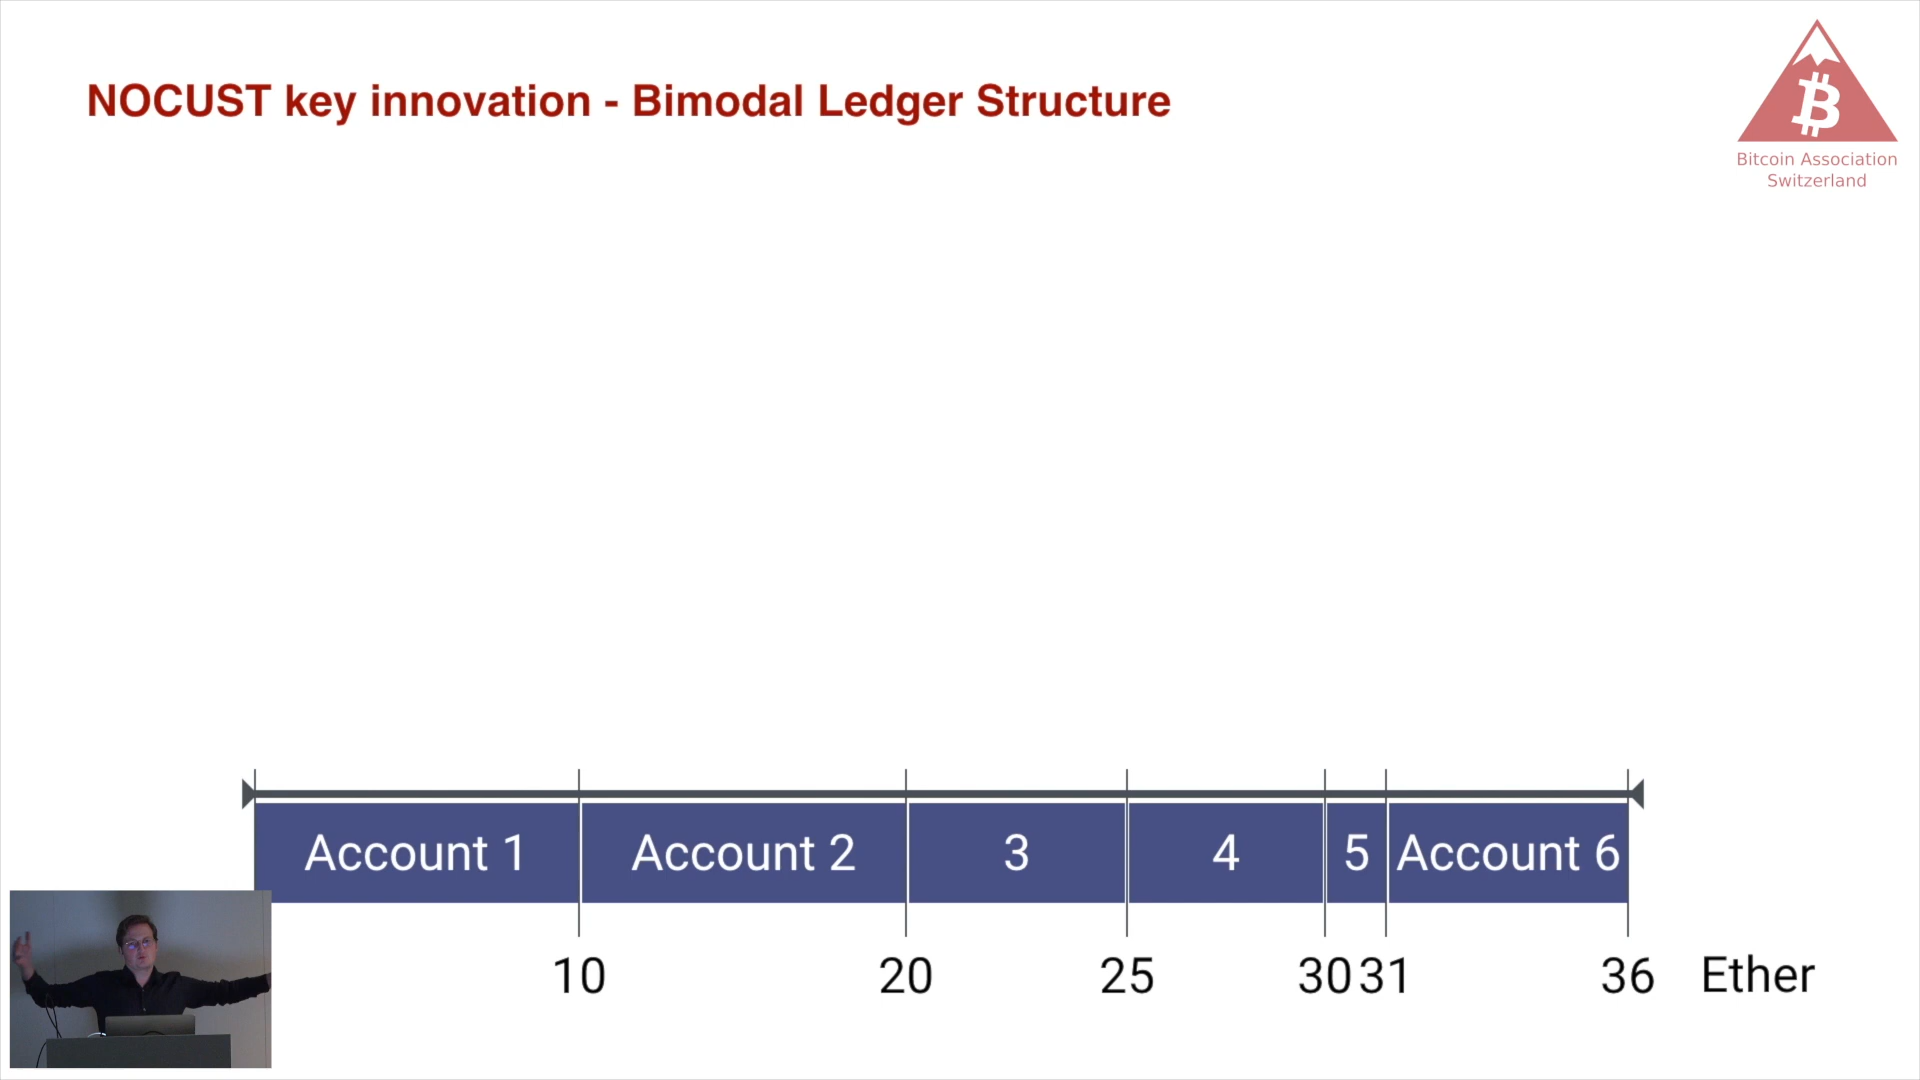 NOCUST key innovation - Bimodal Ledger Structure
Bitcoin Association
Switzerland
Account 1 Account 2 3 4 5 Account 6
10 20 25 30 31 36 Ether